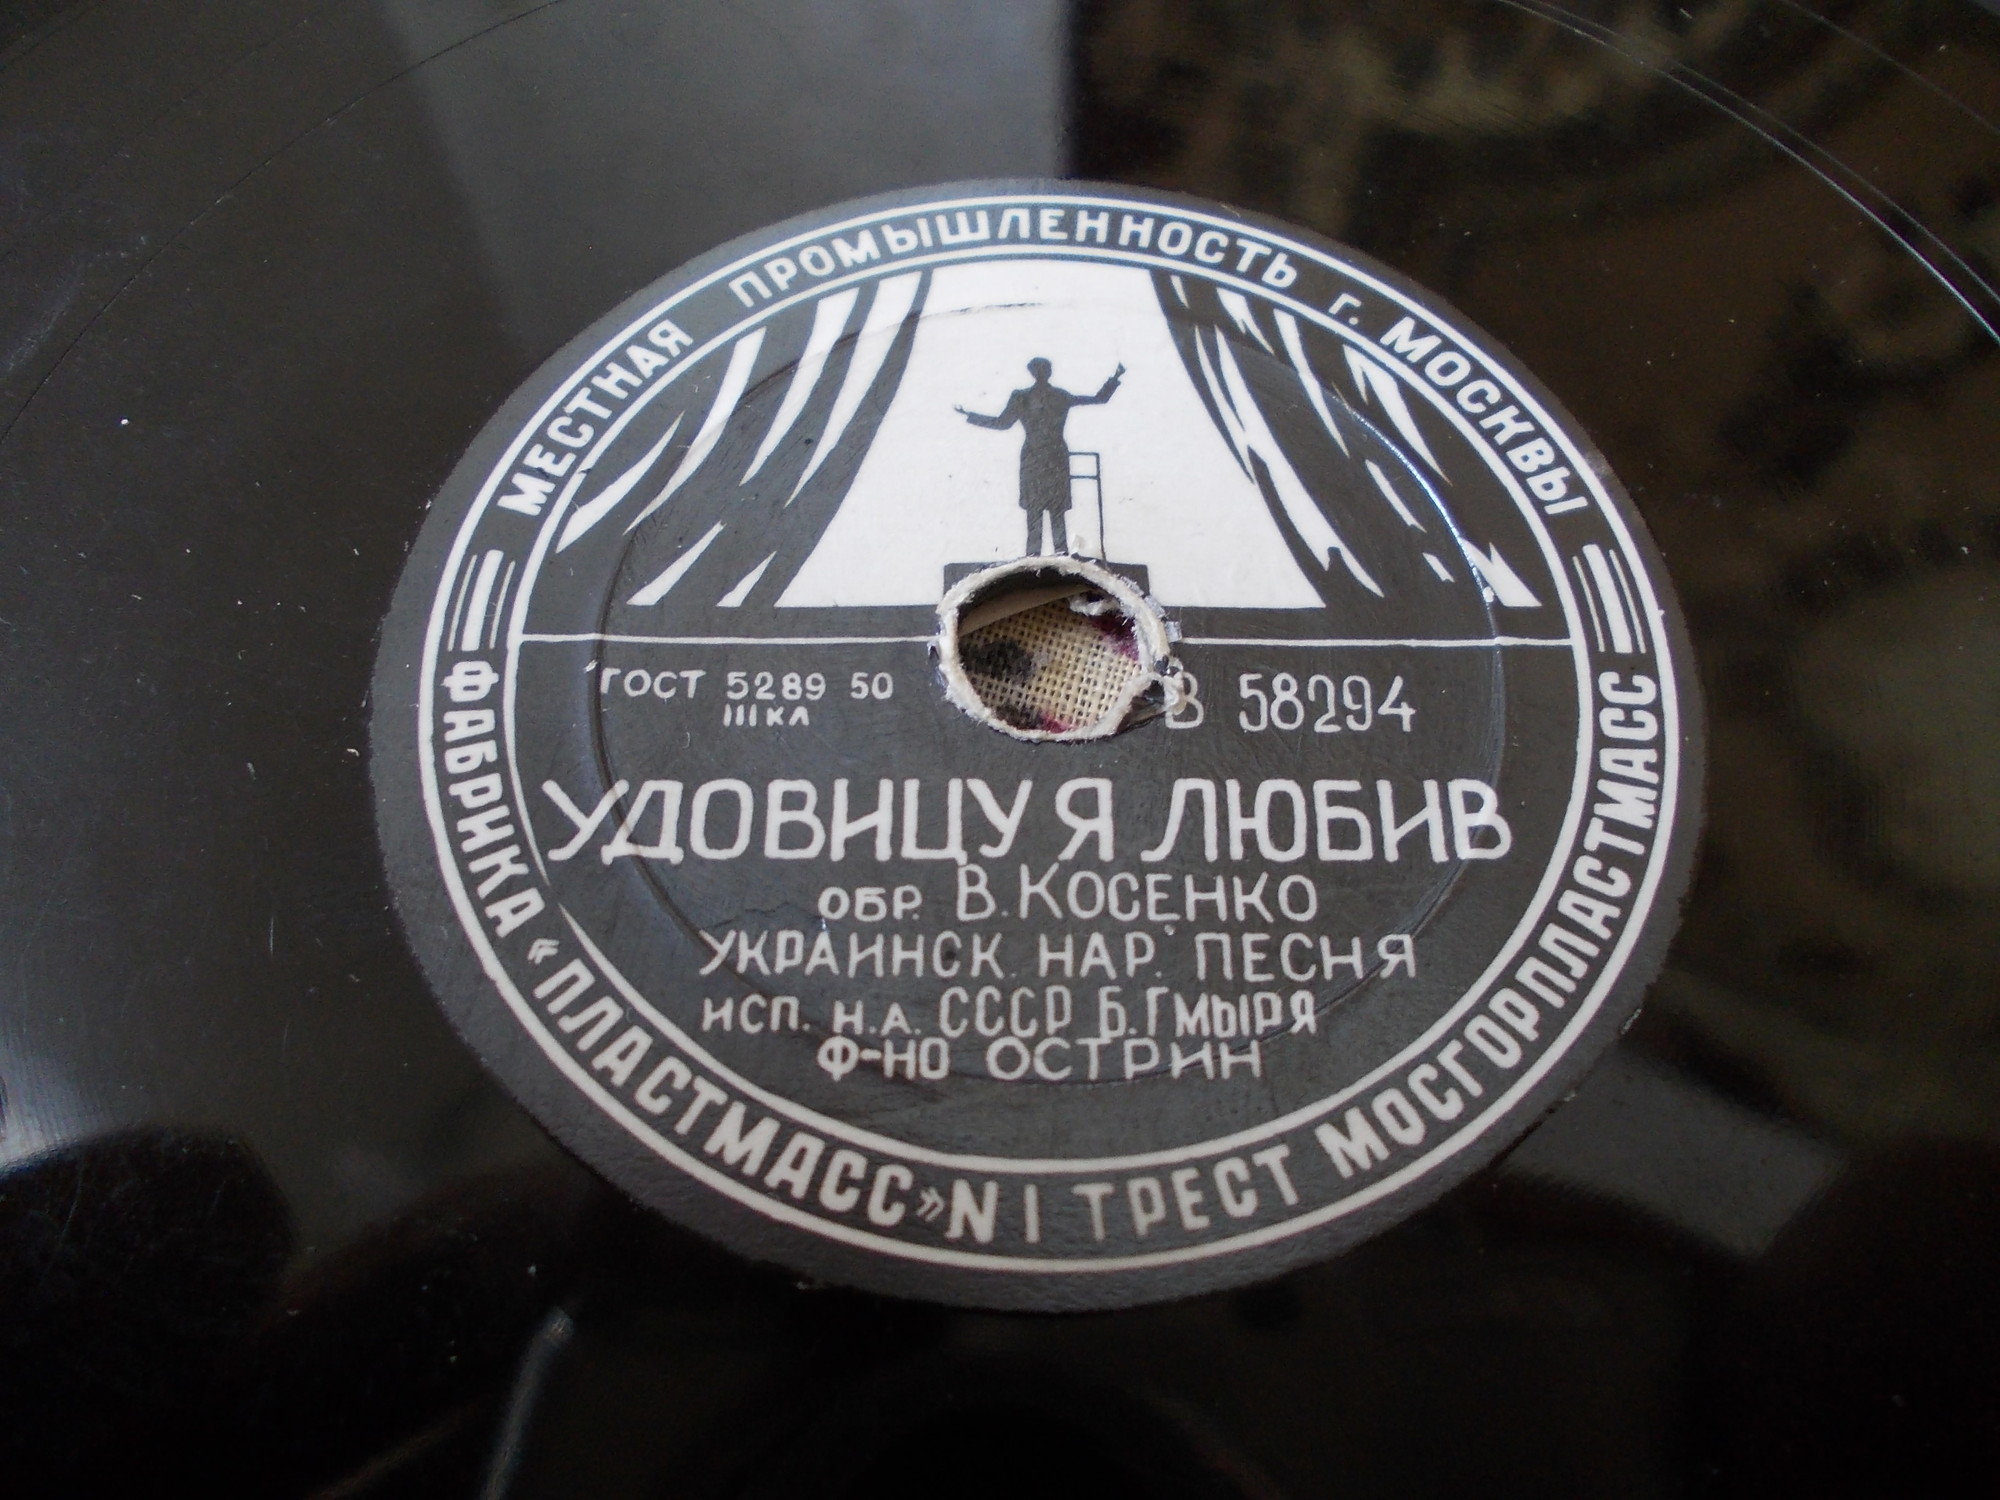 МЕСТНАЯ ПРОМЫШЛЕННОСТЬ г. МОСКВЫ
ГОСТ 5289 50
III КЛ
В 58294
УДОВИЦУ Я ЛЮБИВ
ОБР. В. КОСЕНКО
УКРАИНСК. НАР. ПЕСНЯ
ИСП. Н.А. СССР Б. ГМЫРЯ
Ф-НО ОСТРИН
ФАБРИКА «ПЛАСТМАСС» N 1 ТРЕСТ МОСГОРПЛАСТМАСС